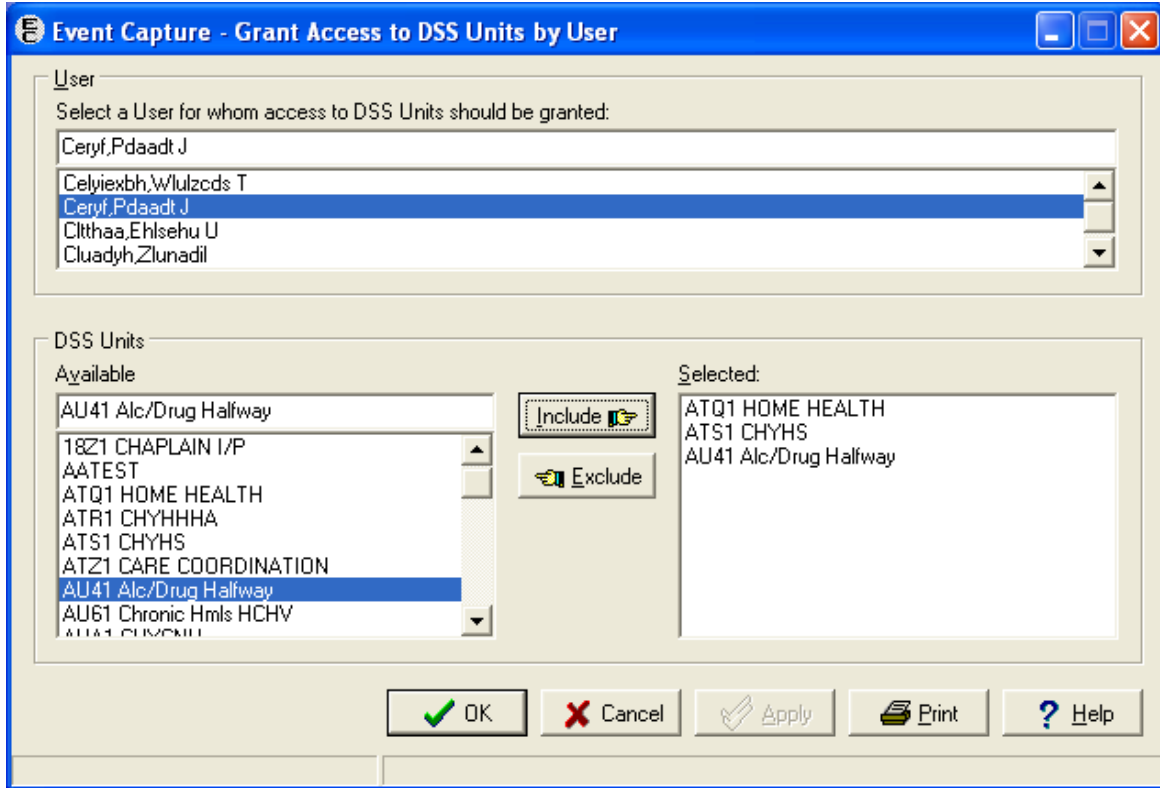 Event Capture - Grant Access to DSS Units by User
User
Select a User for whom access to DSS Units should be granted:
Ceryf,Pdaadt J
Celyiexbh,Wlulzcds T
Ceryf,Pdaadt J
Cltthaa,Ehlsehu U
Cluadyh,Zlunadil
DSS Units
Available
AU41 Alc/Drug Halfway
18Z1 CHAPLAIN I/P
AATEST
ATQ1 HOME HEALTH
ATR1 CHYHHHA
ATS1 CHYHS
ATZ1 CARE COORDINATION
AU41 Alc/Drug Halfway
AU61 Chronic Hmls HCHV
Include
Exclude
Selected:
ATQ1 HOME HEALTH
ATS1 CHYHS
AU41 Alc/Drug Halfway
OK
Cancel
Apply
Print
Help